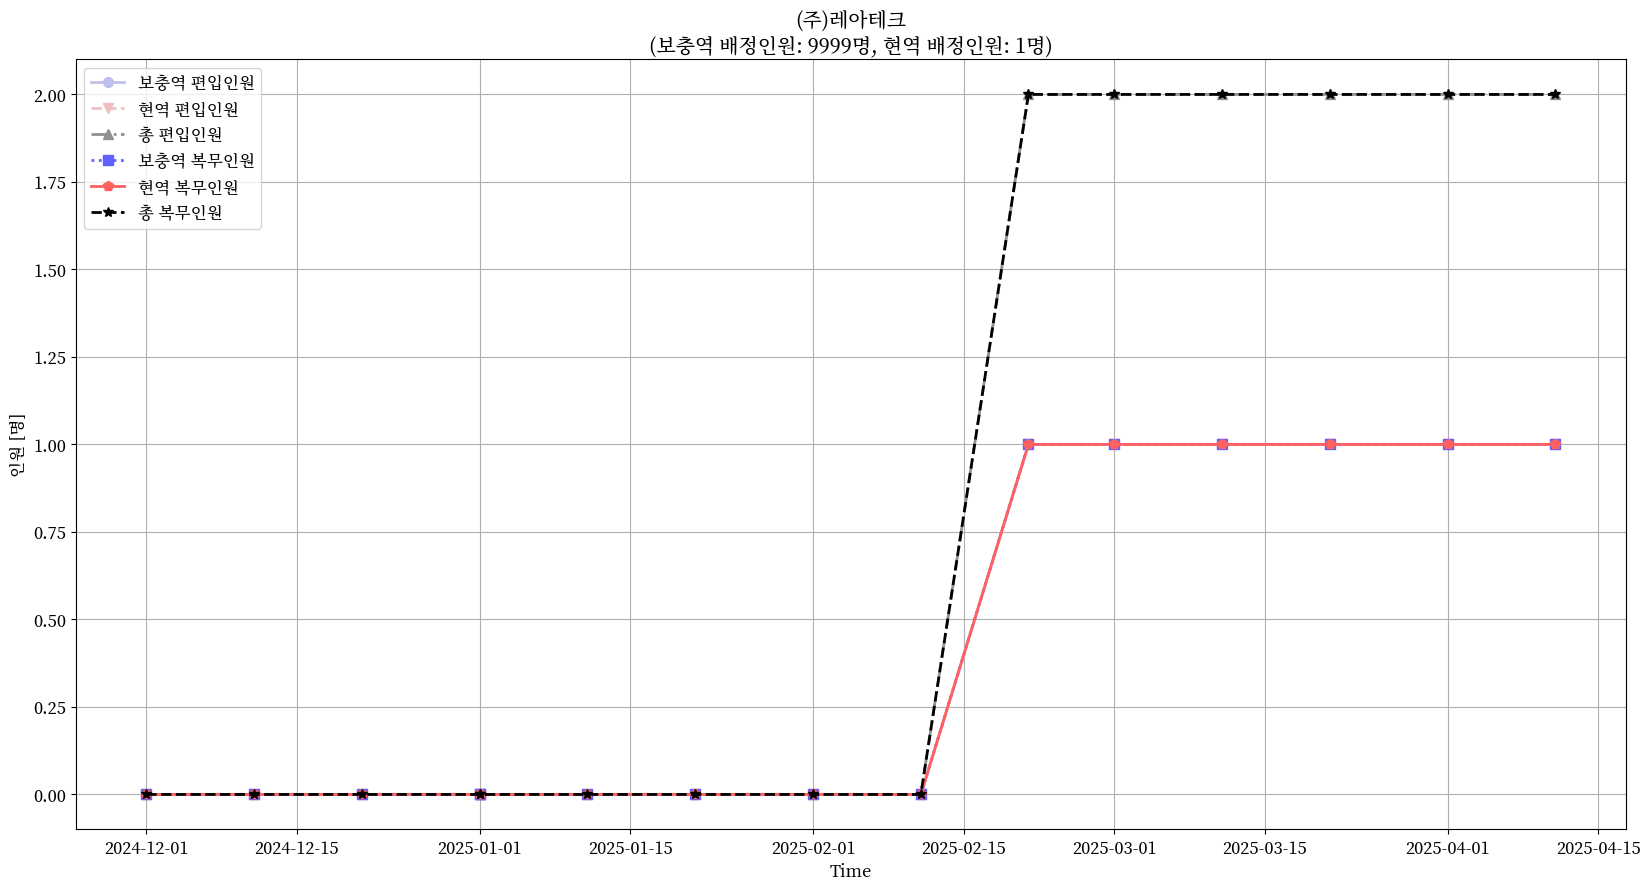 (주)레아테크
(보충역 배정인원: 9999명, 현역 배정인원: 1명)
보충역 편입인원
현역 편입인원
총 편입인원
보충역 복무인원
현역 복무인원
총 복무인원
2.00
1.75
1.50
1.25
1.00
0.75
0.50
0.25
0.00
인원 [명]
2024-12-01
2024-12-15
2025-01-01
2025-01-15
2025-02-01
2025-02-15
2025-03-01
2025-03-15
2025-04-01
2025-04-15
Time